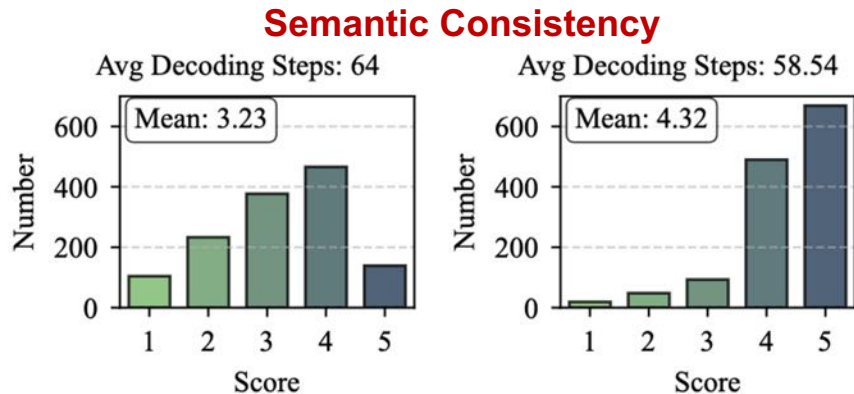 Semantic Consistency
Avg Decoding Steps: 64
Mean: 3.23
Number
600
400
200
0
1 2 3 4 5
Score
Avg Decoding Steps: 58.54
Mean: 4.32
Number
600
400
200
0
1 2 3 4 5
Score